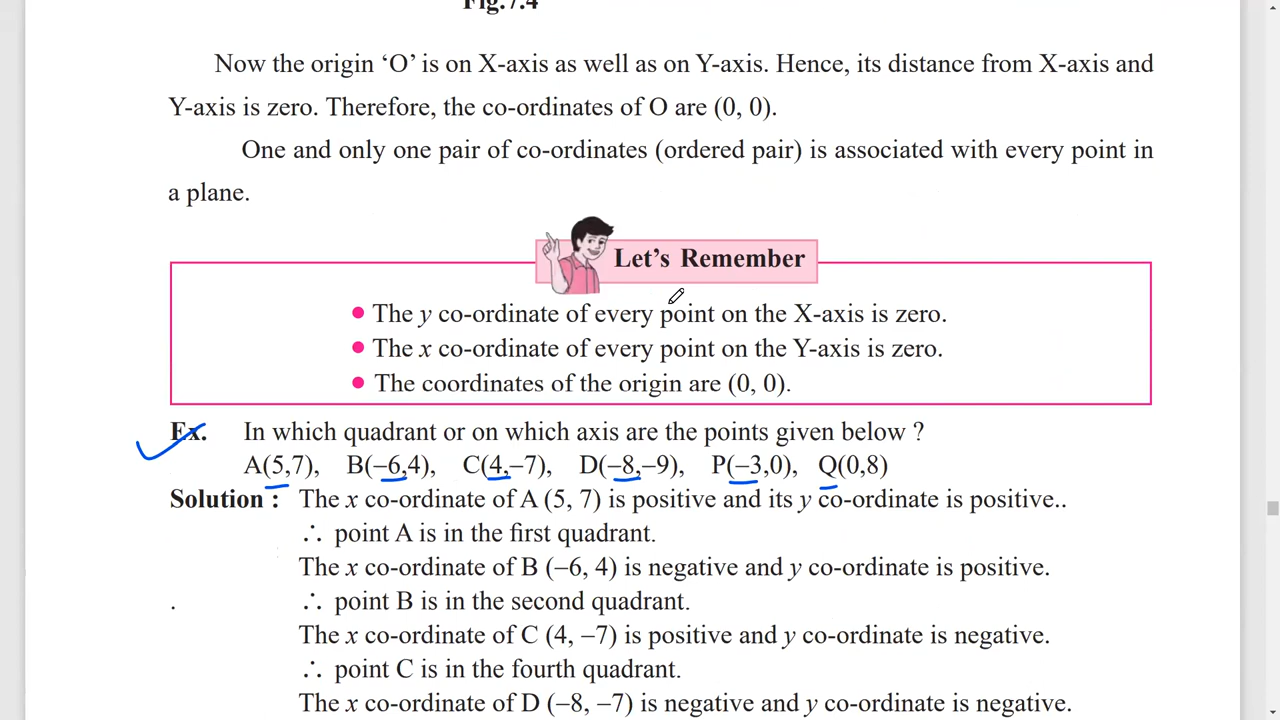 Fig.7.4
Now the origin ‘O’ is on X-axis as well as on Y-axis. Hence, its distance from X-axis and
Y-axis is zero. Therefore, the co-ordinates of O are (0, 0).
One and only one pair of co-ordinates (ordered pair) is associated with every point in
a plane.
Let’s Remember
• The y co-ordinate of every point on the X-axis is zero.
• The x co-ordinate of every point on the Y-axis is zero.
• The coordinates of the origin are (0, 0).
Ex. In which quadrant or on which axis are the points given below ?
A(5,7), B(−6,4), C(4,−7), D(−8,−9), P(−3,0), Q(0,8)
Solution : The x co-ordinate of A (5, 7) is positive and its y co-ordinate is positive..
∴ point A is in the first quadrant.
The x co-ordinate of B (−6, 4) is negative and y co-ordinate is positive.
. ∴ point B is in the second quadrant.
The x co-ordinate of C (4, −7) is positive and y co-ordinate is negative.
∴ point C is in the fourth quadrant.
The x co-ordinate of D (−8, −7) is negative and y co-ordinate is negative.